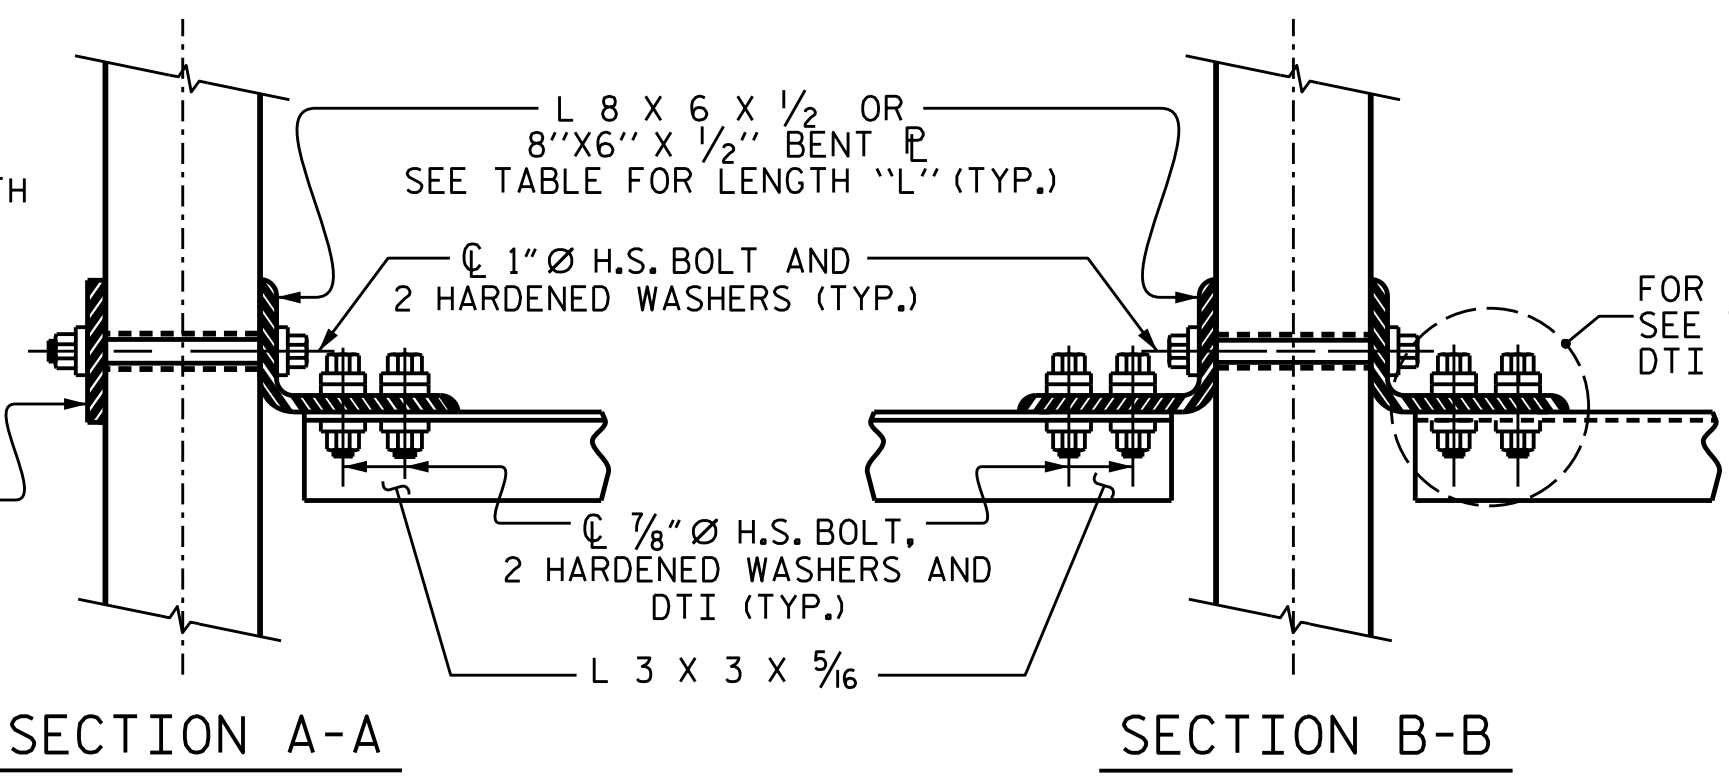 TH
L 8 X 6 X 1/2 OR
8"X6" X 1/2" BENT ⅊
SEE TABLE FOR LENGTH "L" (TYP.)
℄ 1" Ø H.S. BOLT AND
2 HARDENED WASHERS (TYP.)
FOR
SEE
DTI
℄ 7/8" Ø H.S. BOLT,
2 HARDENED WASHERS AND
DTI (TYP.)
L 3 X 3 X 5/16
SECTION A-A
SECTION B-B